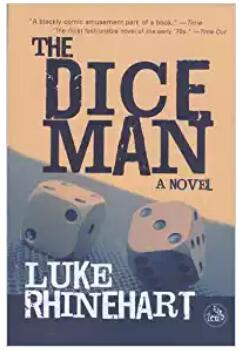 "A blackly comic amusement park of a book." — Time
"the most fashionable novel of the early '70s." — Time Out
THE
DICE
MAN
A NOVEL
LUKE
RHINEHART